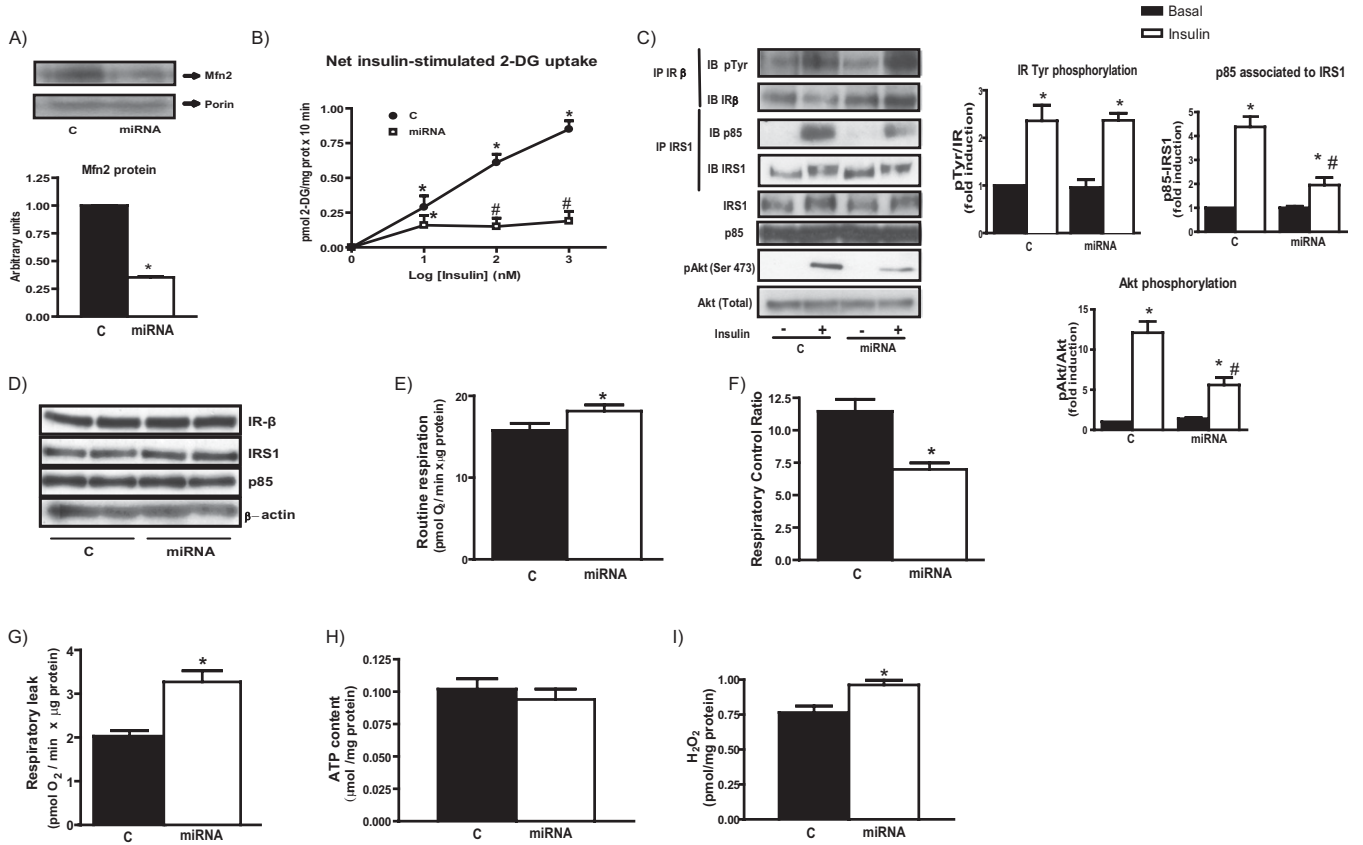 Basal
Insulin
A)
Mfn2
Porin
C miRNA
Mfn2 protein
Arbitrary units
1.25
1.00
0.75
0.50
0.25
0.00
*
C miRNA
B)
Net insulin-stimulated 2-DG uptake
pmol 2-DG/mg prot x 10 min
1.00
0.75
0.50
0.25
0.00
C
miRNA
* * *
* # #
0 1 2 3
Log [Insulin] (nM)
C)
IP IR β
IB pTyr
IB IRβ
IP IRS1
IB p85
IB IRS1
IRS1
p85
pAkt (Ser 473)
Akt (Total)
Insulin - + - +
C miRNA
IR Tyr phosphorylation
pTyr/IR
(fold induction)
3
2
1
0
* *
C miRNA
p85 associated to IRS1
p85-IRS1
(fold induction)
5
4
3
2
1
0
* * #
C miRNA
Akt phosphorylation
pAkt/Akt
(fold induction)
15
10
5
0
* * #
C miRNA
D)
IR-β
IRS1
p85
β-actin
C miRNA
E)
Routine respiration
(pmol O2/ min x μg protein)
20
10
0
*
C miRNA
F)
Respiratory Control Ratio
12.5
10.0
7.5
5.0
2.5
0.0
*
C miRNA
G)
Respiratory leak
(pmol O2 / min x μg protein)
4
3
2
1
0
*
C miRNA
H)
ATP content
(μmol /mg protein)
0.125
0.100
0.075
0.050
0.025
0.000
C miRNA
I)
H2O2
(pmol/mg protein)
1.00
0.75
0.50
0.25
0.00
*
C miRNA